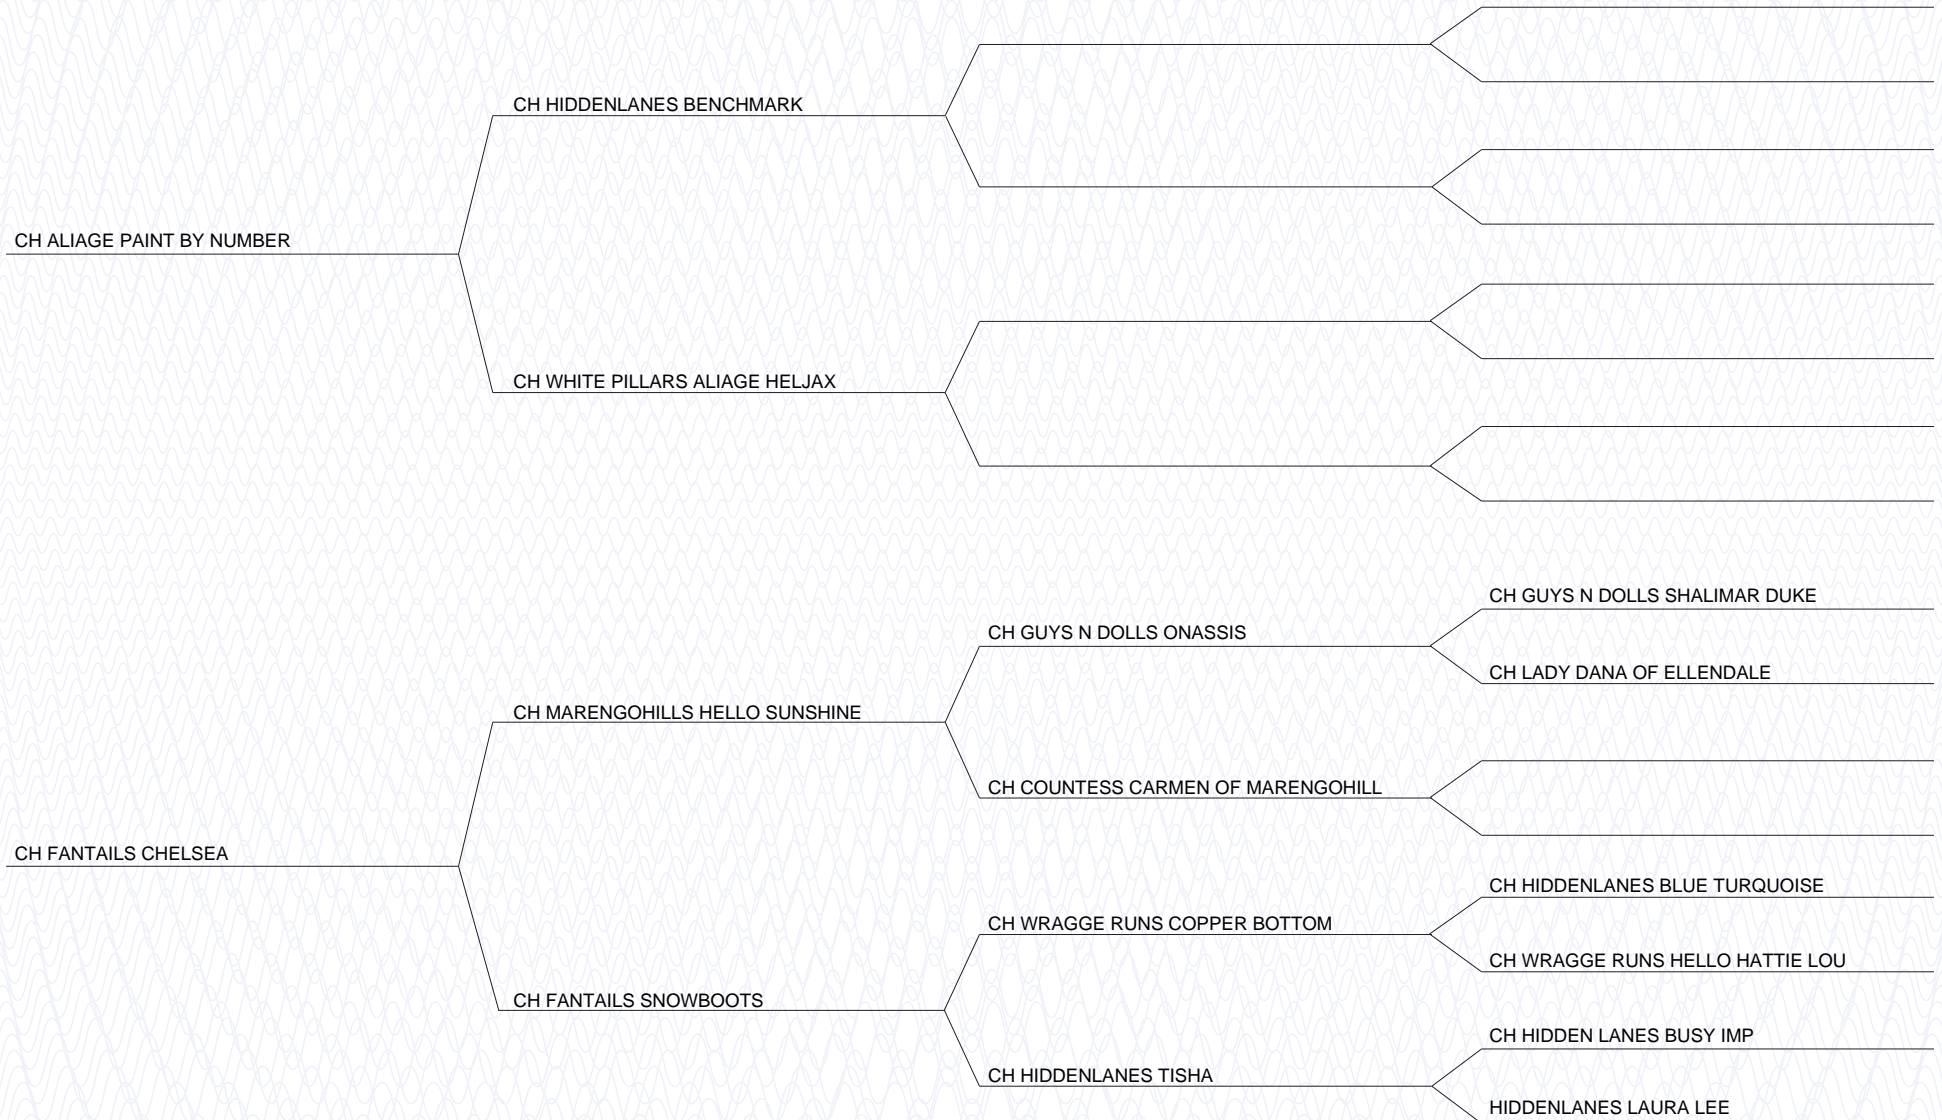 CH HIDDENLANES BENCHMARK
CH ALIAGE PAINT BY NUMBER
CH WHITE PILLARS ALIAGE HELJAX
CH GUYS N DOLLS SHALIMAR DUKE
CH GUYS N DOLLS ONASSIS
CH LADY DANA OF ELLENDALE
CH MARENGOHILLS HELLO SUNSHINE
CH COUNTESS CARMEN OF MARENGOHILL
CH FANTAILS CHELSEA
CH HIDDENLANES BLUE TURQUOISE
CH WRAGGE RUNS COPPER BOTTOM
CH WRAGGE RUNS HELLO HATTIE LOU
CH FANTAILS SNOWBOOTS
CH HIDDEN LANES BUSY IMP
CH HIDDENLANES TISHA
HIDDENLANES LAURA LEE